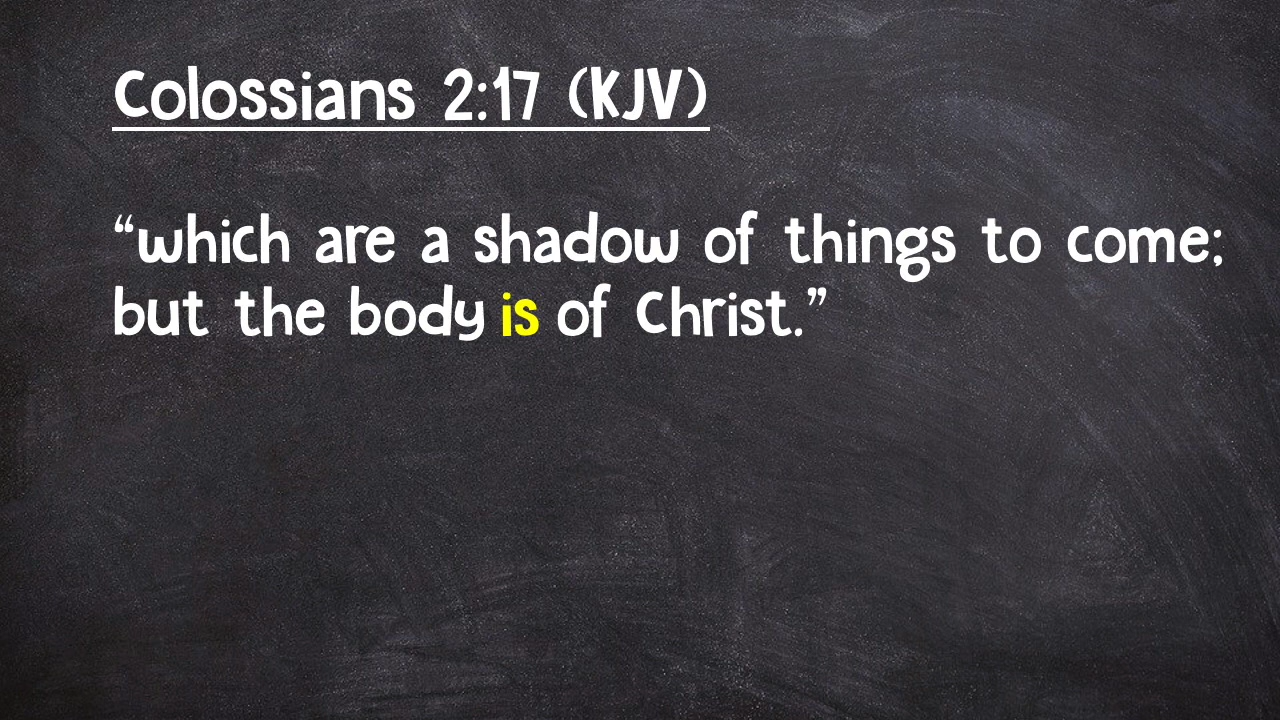 Colossians 2:17 (KJV)
“which are a shadow of things to come;
but the body is of Christ.”